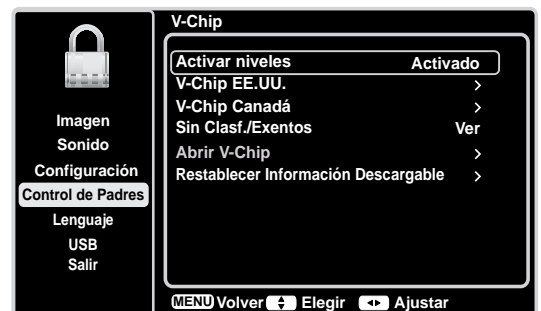 V-Chip
Activar niveles Activado
V-Chip EE.UU. >
V-Chip Canadá >
Sin Clasf./Exentos Ver
Abrir V-Chip >
Restablecer Información Descargable >
Imagen
Sonido
Configuración
Control de Padres
Lenguaje
USB
Salir
MENU Volver Elegir Ajustar